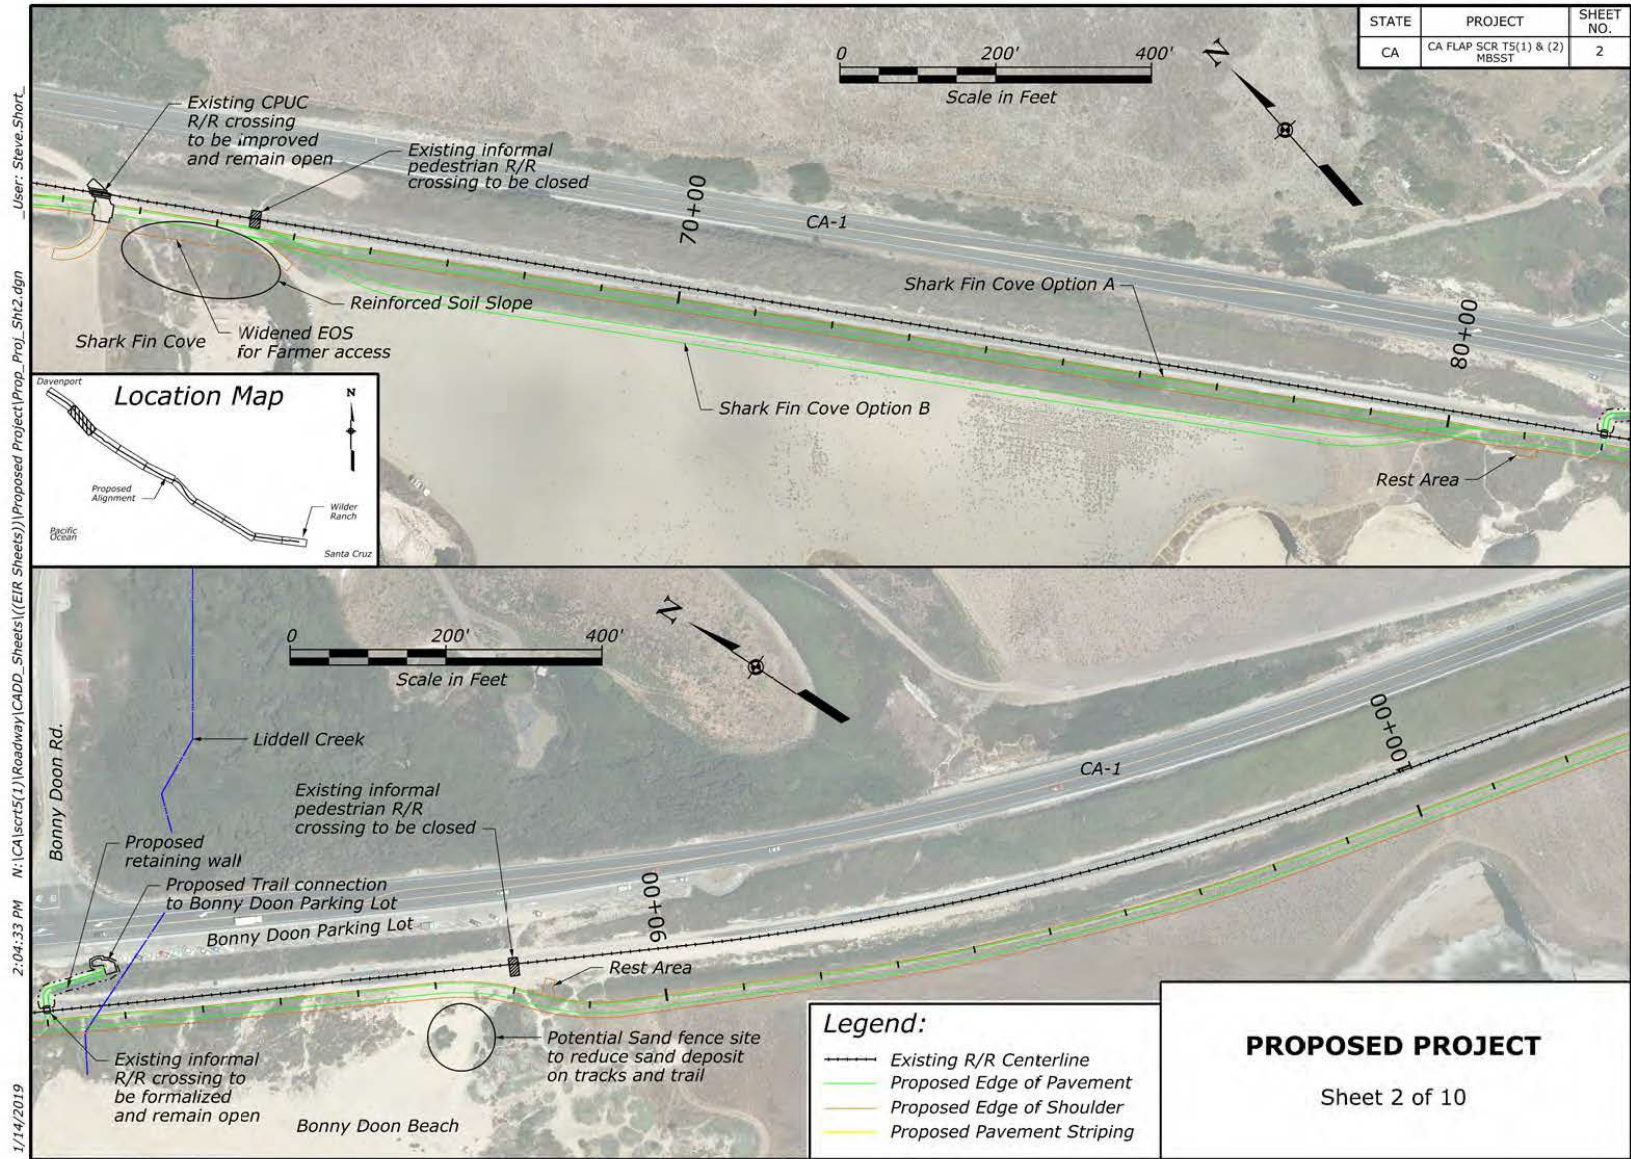 STATE PROJECT SHEET NO.
CA CA FLAP SCR T5(1) & (2) MBSST 2
0 200' 400'
Scale in Feet
N
Existing CPUC
R/R crossing
to be improved
and remain open
Existing informal
pedestrian R/R
crossing to be closed
70+00
CA-1
Shark Fin Cove Option A
80+00
Reinforced Soil Slope
Shark Fin Cove
Widened EOS
for Farmer access
Shark Fin Cove Option B
Rest Area
Location Map
Davenport
N
Proposed
Alignment
Wilder
Ranch
Pacific
Ocean
Santa Cruz
0 200' 400'
Scale in Feet
N
Bonny Doon Rd.
Liddell Creek
Existing informal
pedestrian R/R
crossing to be closed
CA-1
100+00
Proposed
retaining wall
Proposed Trail connection
to Bonny Doon Parking Lot
Bonny Doon Parking Lot
90+00
Rest Area
Potential Sand fence site
to reduce sand deposit
on tracks and trail
Existing informal
R/R crossing to
be formalized
and remain open
Bonny Doon Beach
Legend:
Existing R/R Centerline
Proposed Edge of Pavement
Proposed Edge of Shoulder
Proposed Pavement Striping
PROPOSED PROJECT
Sheet 2 of 10
1/14/2019 2:04:33 PM N:\CA\scrt5(1)\Roadway\CADD_Sheets\((EIR Sheets))\Proposed Project\Prop_Proj_Sht2.dgn _User: Steve.Short_